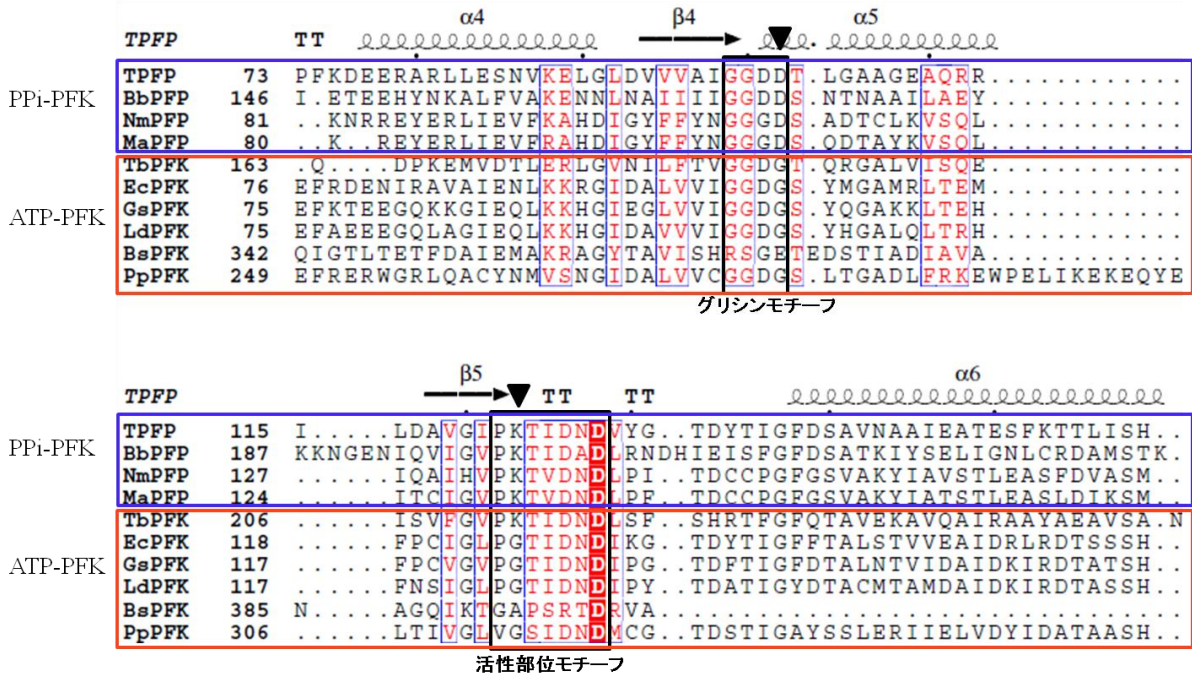 α4 β4 α5
TPFP TT
PPi-PFK
TPFP 73 PFKDEERARLLESNVKELGLDVVVAIGGDDT.LGAAGEAQRR............
BbPFP 146 I.ETEEHYNKALFVAKENNLNAIIIIGGDDS.NTNAAILAEY............
NmPFP 81 ..KNRREYERLIEVFKAHDIGYFFYNGGGDS.ADTCLKVSQL............
MaPFP 80 ..K..REYERLIEVFRAHDIGYFFYNGGGDS.QDTAYKVSQL............
ATP-PFK
TbPFK 163 .Q....DPKEMVDTLERLGVNILFTVGGDGT.QRGALVISQE............
EcPFK 76 EFRDENIRAVAIENLKKRGIDALVVIGGDGS.YMGAMRLTEM............
GsPFK 75 EFKTEEGQKKGIEQLKKHGIEGLVVIGGDGS.YQGAKKLTEH............
LdPFK 75 EFAEEEGQLAGIEQLKKHGIDAVVVIGGDGS.YHGALQLTRH............
BsPFK 342 QIGTLTETFDAIEMAKRAGYTAVISHRSGETEDSTIADIAVA............
PpPFK 249 EFRERWGRLQACYNMVSNGIDALVVCGGDGS.LTGADLFRKEWPELIKEKEQYE
グリシンモチーフ
β5 α6
TPFP TT TT
PPi-PFK
TPFP 115 I.....LDAVGIPKTIDNDVYG..TDYTIGFDSAVNAAIEATESFKTTLISH..
BbPFP 187 KKNGENIQVIGVPKTIDADLRNDHIEISFGFDSATKIYSELIGNLCRDAMSTK.
NmPFP 127 ......IQAIHVPKTVDNDLPI..TDCCPGFGSVAKYIAVSTLEASFDVASM..
MaPFP 124 ......ITCIGVPKTVDNDLPF..TDCCPGFGSVAKYIATSTLEASLDIKSM..
ATP-PFK
TbPFK 206 ......ISVFGVPKTIDNDLSF..SHRTFGFQTAVEKAVQAIRAAYAEAVSA.N
EcPFK 118 ......FPCIGLPGTIDNDIKG..TDYTIGFFTALSTVVEAIDRLRDTSSSH..
GsPFK 117 ......FPCVGVPGTIDNDIPG..TDFTIGFDTALNTVIDAIDKIRDTATSH..
LdPFK 117 ......FNSIGLPGTIDNDIPY..TDATIGYDTACMTAMDAIDKIRDTASSH..
BsPFK 385 N.....AGQIKTGAPSRTDRVA................................
PpPFK 306 ......LTIVGLVGSIDNDMCG..TDSTIGAYSSLERIIELVDYIDATAASH..
活性部位モチーフ